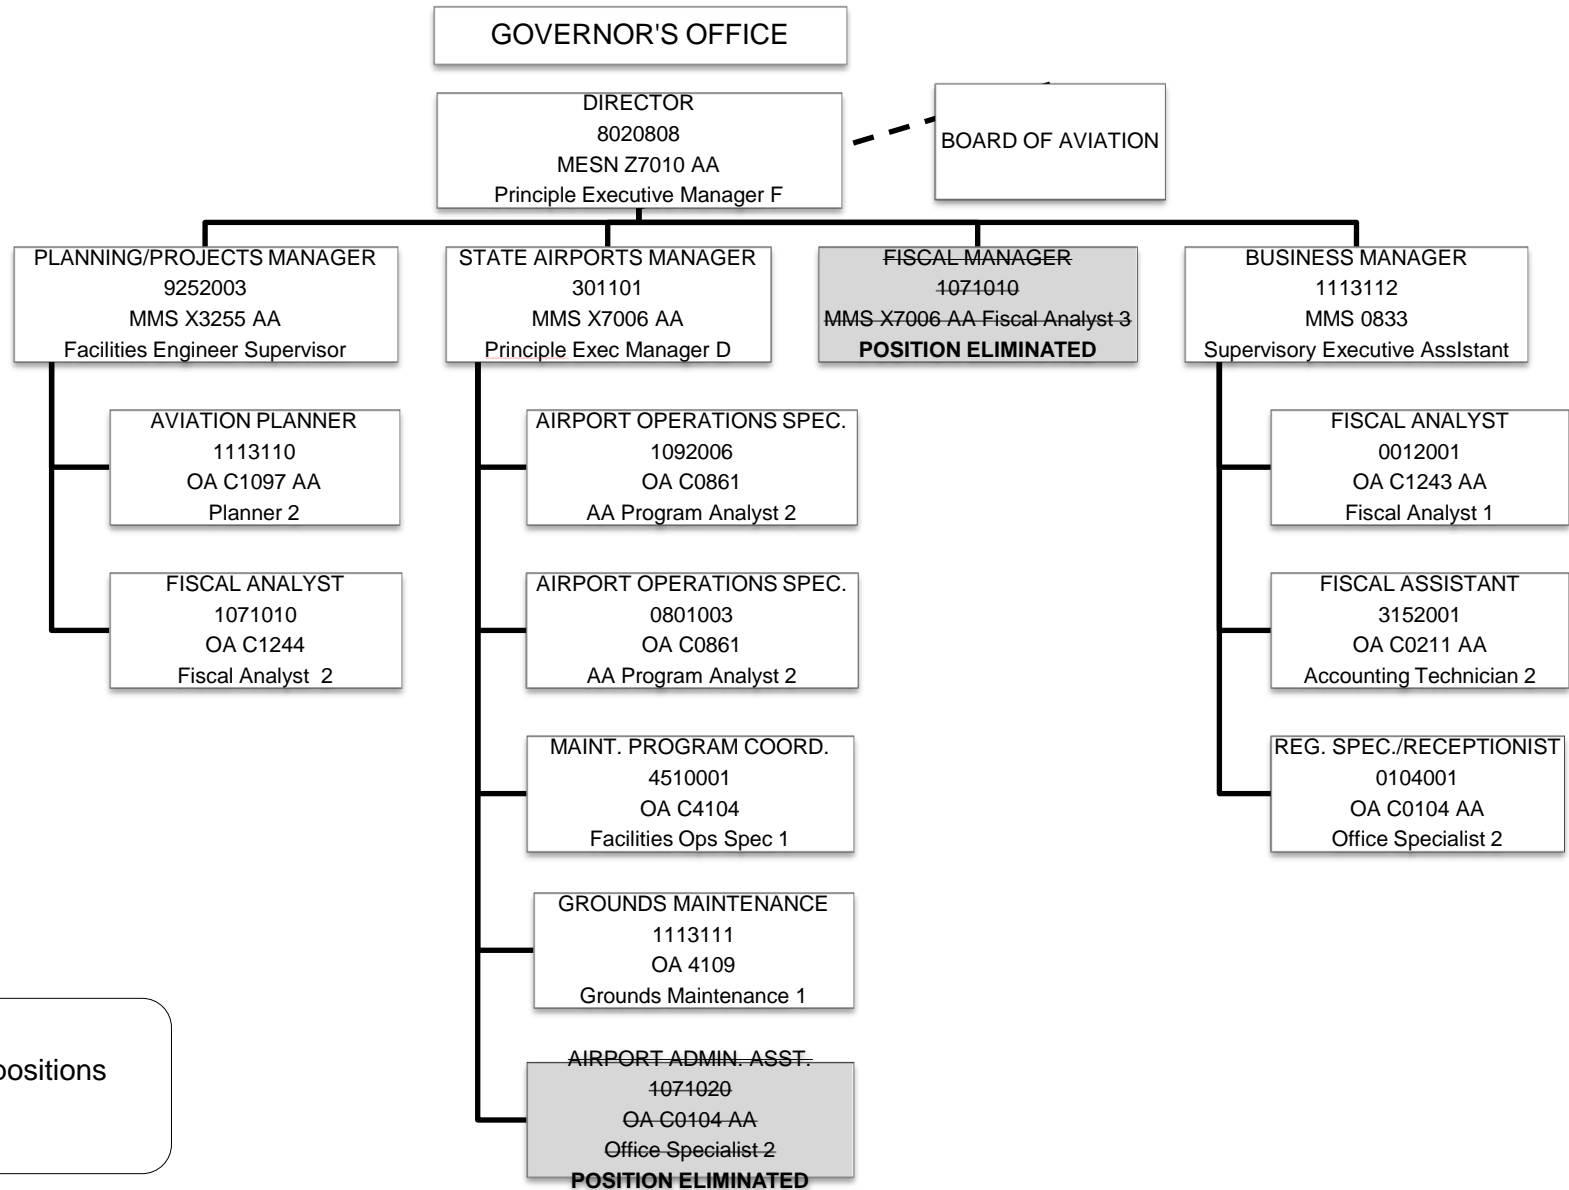 GOVERNOR'S OFFICE
DIRECTOR
8020808
MESN Z7010 AA
Principle Executive Manager F
BOARD OF AVIATION
PLANNING/PROJECTS MANAGER
9252003
MMS X3255 AA
Facilities Engineer Supervisor
STATE AIRPORTS MANAGER
301101
MMS X7006 AA
Principle Exec Manager D
FISCAL MANAGER
1071010
MMS X7006 AA Fiscal Analyst 3
POSITION ELIMINATED
BUSINESS MANAGER
1113112
MMS 0833
Supervisory Executive AssIstant
AVIATION PLANNER
1113110
OA C1097 AA
Planner 2
FISCAL ANALYST
1071010
OA C1244
Fiscal Analyst 2
AIRPORT OPERATIONS SPEC.
1092006
OA C0861
AA Program Analyst 2
AIRPORT OPERATIONS SPEC.
0801003
OA C0861
AA Program Analyst 2
MAINT. PROGRAM COORD.
4510001
OA C4104
Facilities Ops Spec 1
GROUNDS MAINTENANCE
1113111
OA 4109
Grounds Maintenance 1
AIRPORT ADMIN. ASST.
1071020
OA C0104 AA
Office Specialist 2
POSITION ELIMINATED
FISCAL ANALYST
0012001
OA C1243 AA
Fiscal Analyst 1
FISCAL ASSISTANT
3152001
OA C0211 AA
Accounting Technician 2
REG. SPEC./RECEPTIONIST
0104001
OA C0104 AA
Office Specialist 2
positions